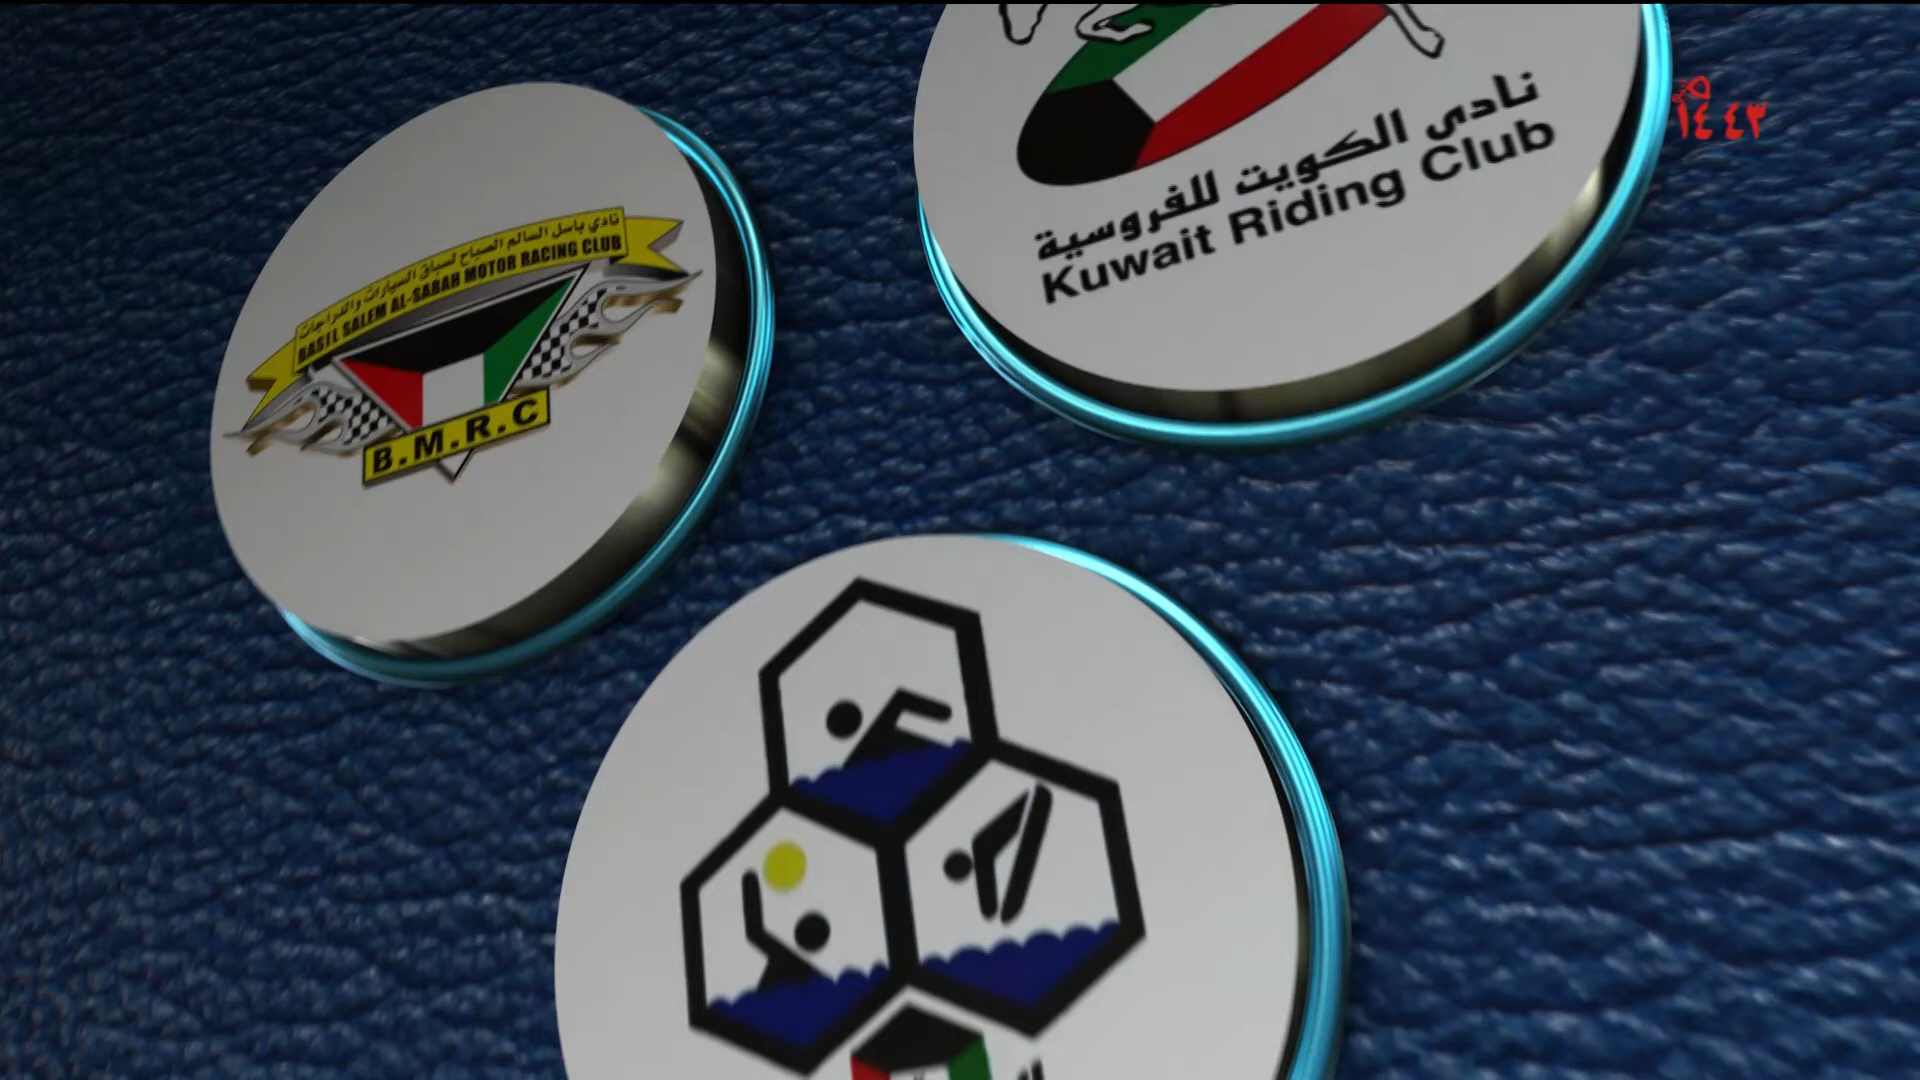 نادي باسل السالم الصباح لسباق السيارات والدراجات
BASIL SALEM AL-SABAH MOTOR RACING CLUB
B.M.R.C
نادي الكويت للفروسية
Kuwait Riding Club
١٤٤٣